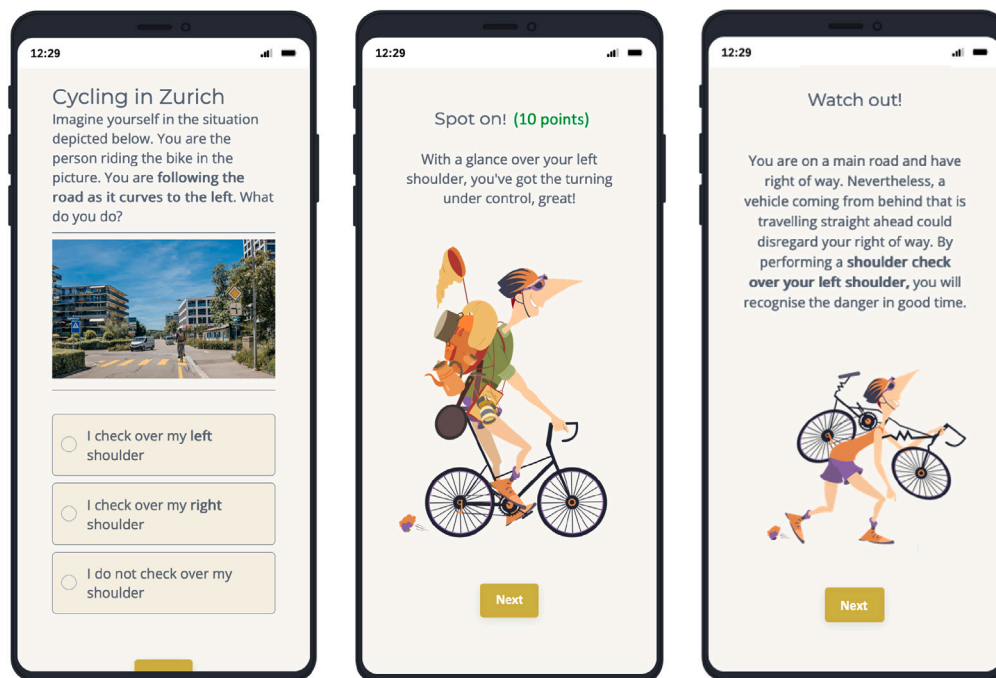 12:29
Cycling in Zurich
Imagine yourself in the situation
depicted below. You are the
person riding the bike in the
picture. You are following the
road as it curves to the left. What
do you do?
I check over my left
shoulder
I check over my right
shoulder
I do not check over my
shoulder
12:29
Spot on! (10 points)
With a glance over your left
shoulder, you've got the turning
under control, great!
Next
12:29
Watch out!
You are on a main road and have
right of way. Nevertheless, a
vehicle coming from behind that is
travelling straight ahead could
disregard your right of way. By
performing a shoulder check
over your left shoulder, you will
recognise the danger in good time.
Next